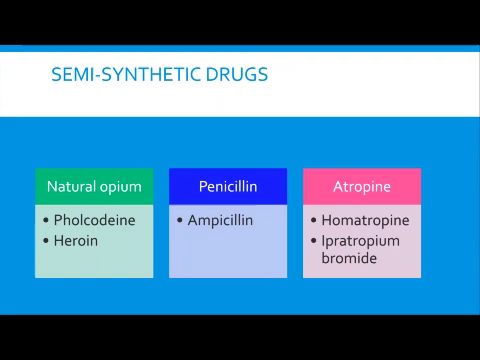 SEMI-SYNTHETIC DRUGS
Natural opium
• Pholcodeine
• Heroin
Penicillin
• Ampicillin
Atropine
• Homatropine
• Ipratropium
bromide